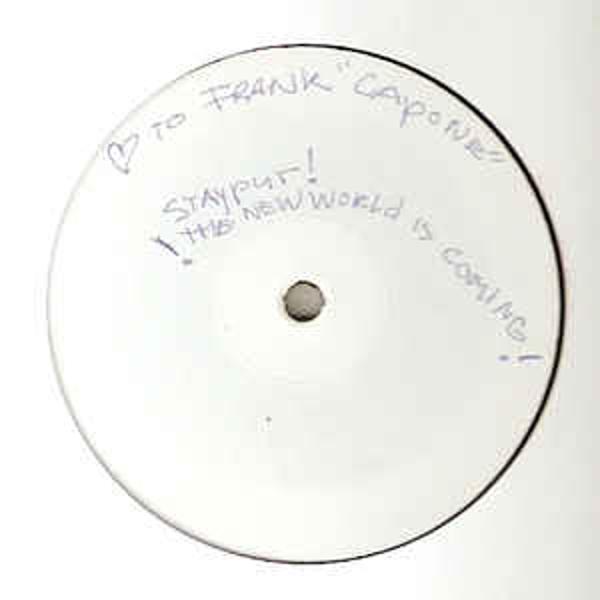 ♡ TO FRANK "CAPONE"
STAYPUT!
! THE NEW WORLD IS COMING!